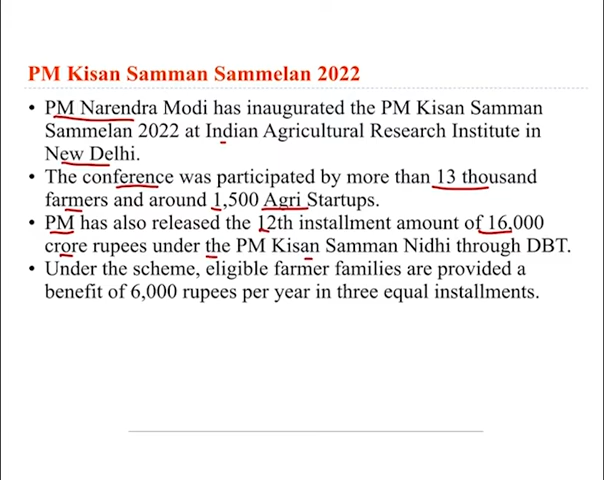 PM Kisan Samman Sammelan 2022
• PM Narendra Modi has inaugurated the PM Kisan Samman
Sammelan 2022 at Indian Agricultural Research Institute in
New Delhi.
• The conference was participated by more than 13 thousand
farmers and around 1,500 Agri Startups.
• PM has also released the 12th installment amount of 16,000
crore rupees under the PM Kisan Samman Nidhi through DBT.
• Under the scheme, eligible farmer families are provided a
benefit of 6,000 rupees per year in three equal installments.